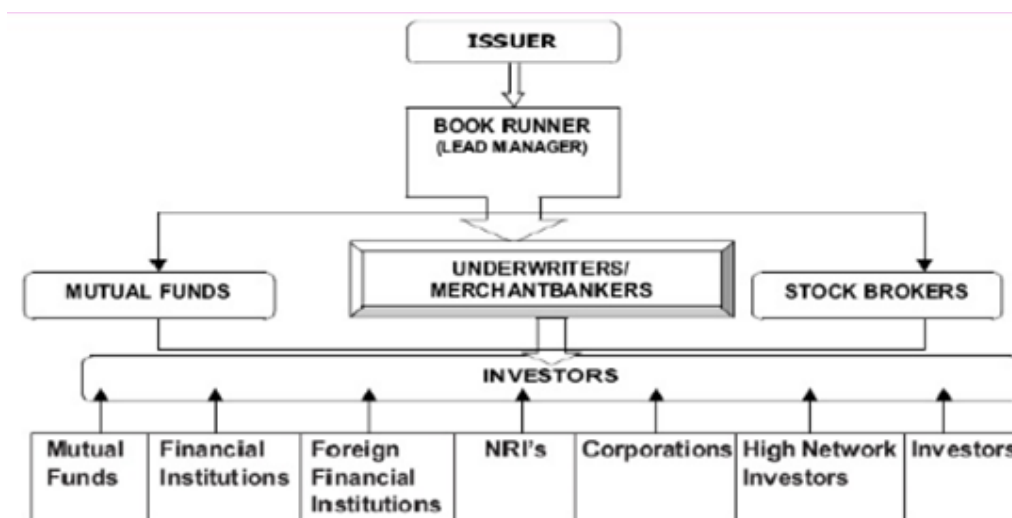 ISSUER
BOOK RUNNER
(LEAD MANAGER)
MUTUAL FUNDS
UNDERWRITERS/
MERCHANTBANKERS
STOCK BROKERS
INVESTORS
Mutual
Funds
Financial
Institutions
Foreign
Financial
Institutions
NRI's
Corporations
High Network
Investors
Investors